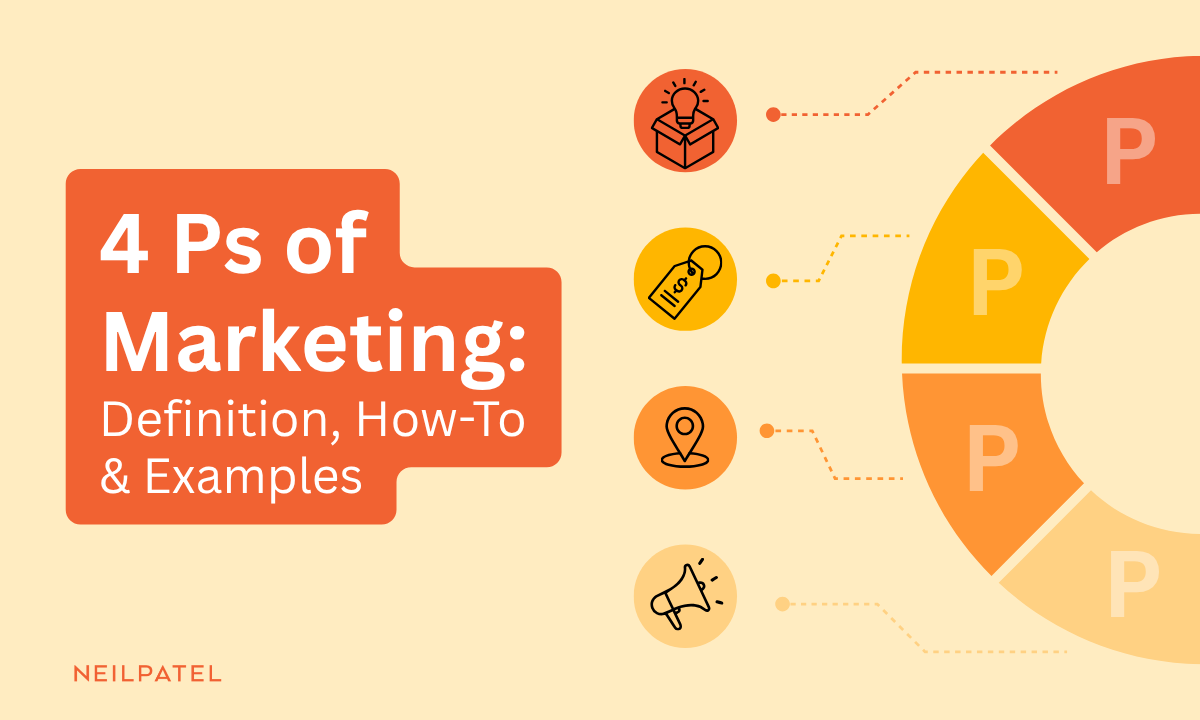 4 Ps of
Marketing:
Definition, How-To
& Examples
$
P
P
P
P
NEILPATEL